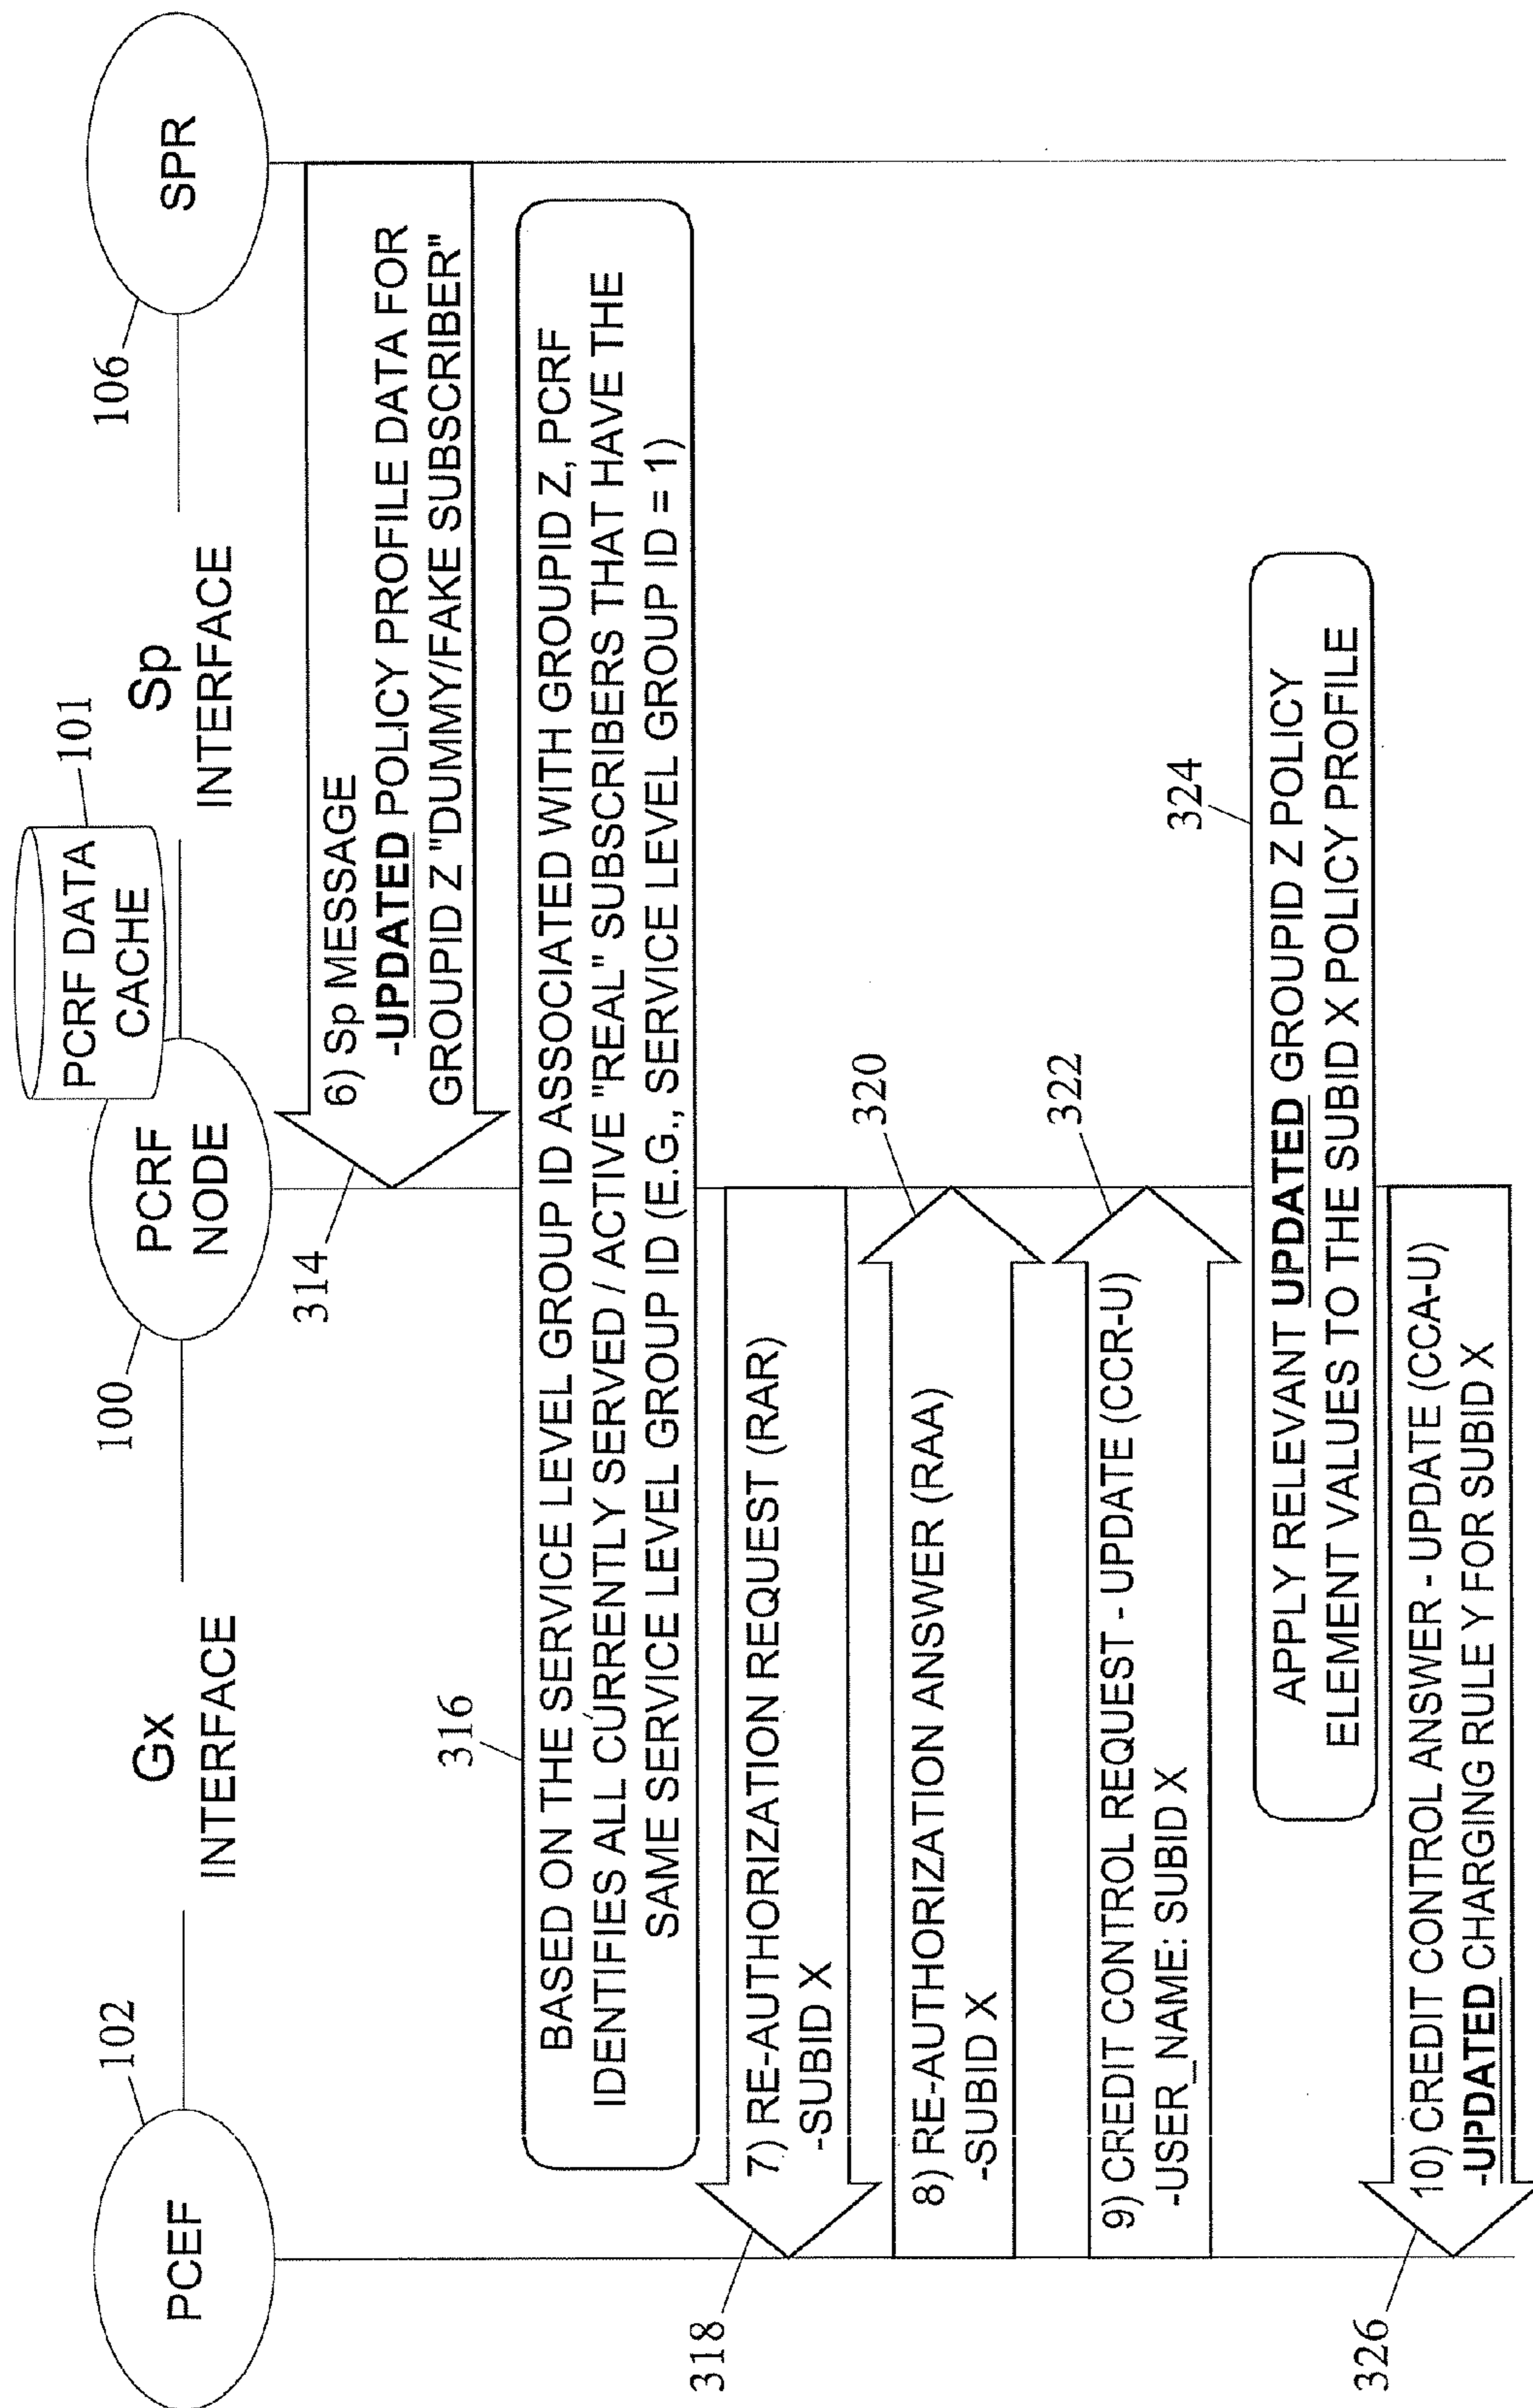 PCEF
102
Gx
INTERFACE
100
PCRF
NODE
PCRF DATA
CACHE
101
Sp
INTERFACE
106
SPR
314
6) Sp MESSAGE
-UPDATED POLICY PROFILE DATA FOR
GROUPID Z "DUMMY/FAKE SUBSCRIBER"
316
BASED ON THE SERVICE LEVEL GROUP ID ASSOCIATED WITH GROUPID Z, PCRF
IDENTIFIES ALL CURRENTLY SERVED / ACTIVE "REAL" SUBSCRIBERS THAT HAVE THE
SAME SERVICE LEVEL GROUP ID (E.G., SERVICE LEVEL GROUP ID = 1)
318
7) RE-AUTHORIZATION REQUEST (RAR)
-SUBID X
320
8) RE-AUTHORIZATION ANSWER (RAA)
-SUBID X
322
9) CREDIT CONTROL REQUEST - UPDATE (CCR-U)
-USER_NAME: SUBID X
324
APPLY RELEVANT UPDATED GROUPID Z POLICY
ELEMENT VALUES TO THE SUBID X POLICY PROFILE
326
10) CREDIT CONTROL ANSWER - UPDATE (CCA-U)
-UPDATED CHARGING RULE Y FOR SUBID X